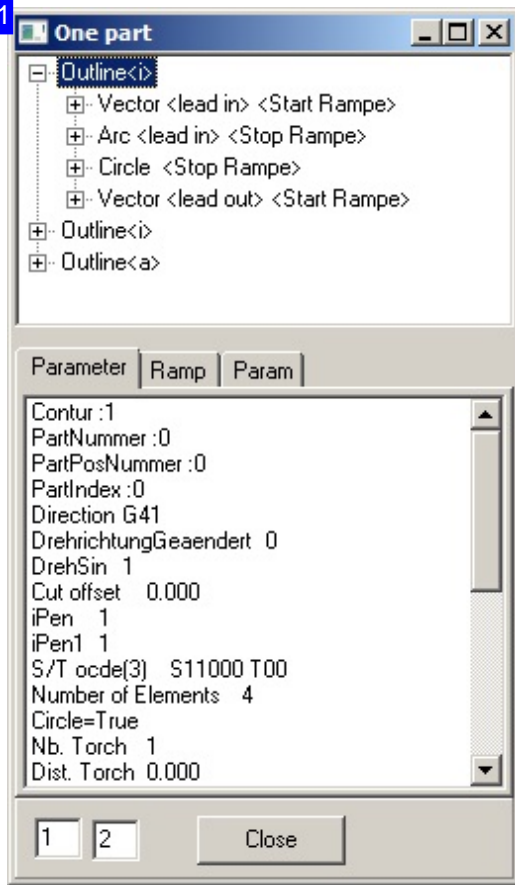 1
One part
Outline<i>
Vector <lead in> <Start Rampe>
Arc <lead in> <Stop Rampe>
Circle <Stop Rampe>
Vector <lead out> <Start Rampe>
Outline<i>
Outline<a>
Parameter Ramp Param
Contur :1
PartNummer :0
PartPosNummer :0
PartIndex :0
Direction G41
DrehrichtungGeaendert 0
DrehSin 1
Cut offset 0.000
iPen 1
iPen1 1
S/T ocde(3) S11000 T00
Number of Elements 4
Circle=True
Nb. Torch 1
Dist. Torch 0.000
1 2 Close